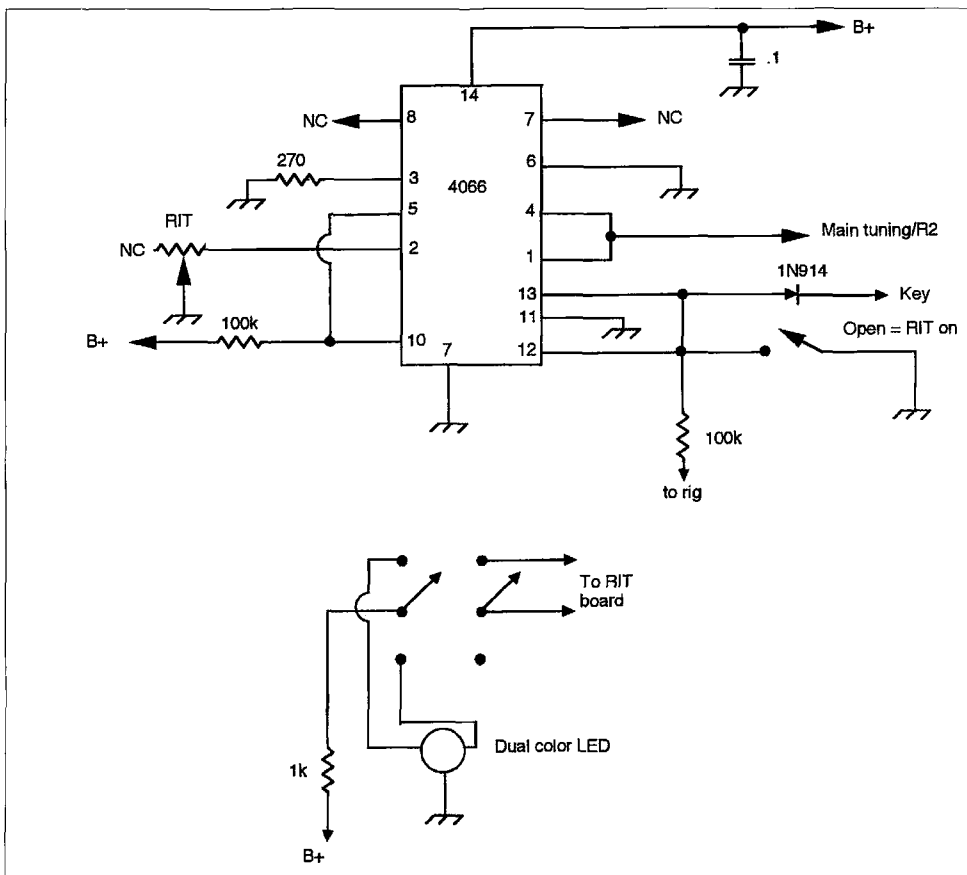 B+
.1
14
NC
8
7
NC
270
3
4066
6
5
4
RIT
Main tuning/R2
NC
2
1
1N914
13
Key
11
Open = RIT on
B+
100k
10
7
12
100k
to rig
To RIT
board
Dual color LED
1k
B+